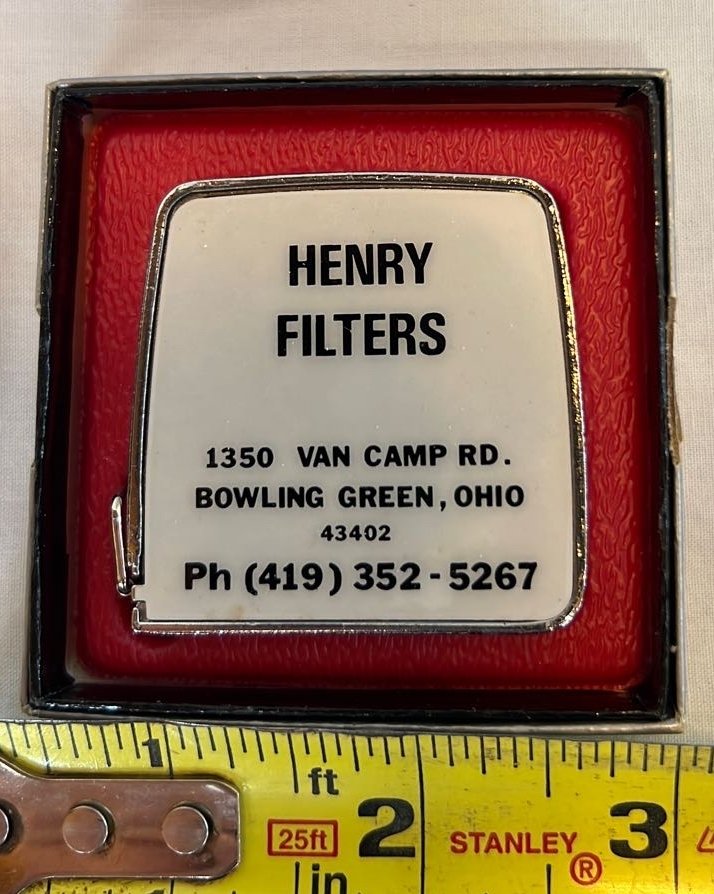 HENRY
FILTERS
1350 VAN CAMP RD.
BOWLING GREEN, OHIO
43402
Ph (419) 352-5267
1
ft
25ft 2 STANLEY ® 3
in